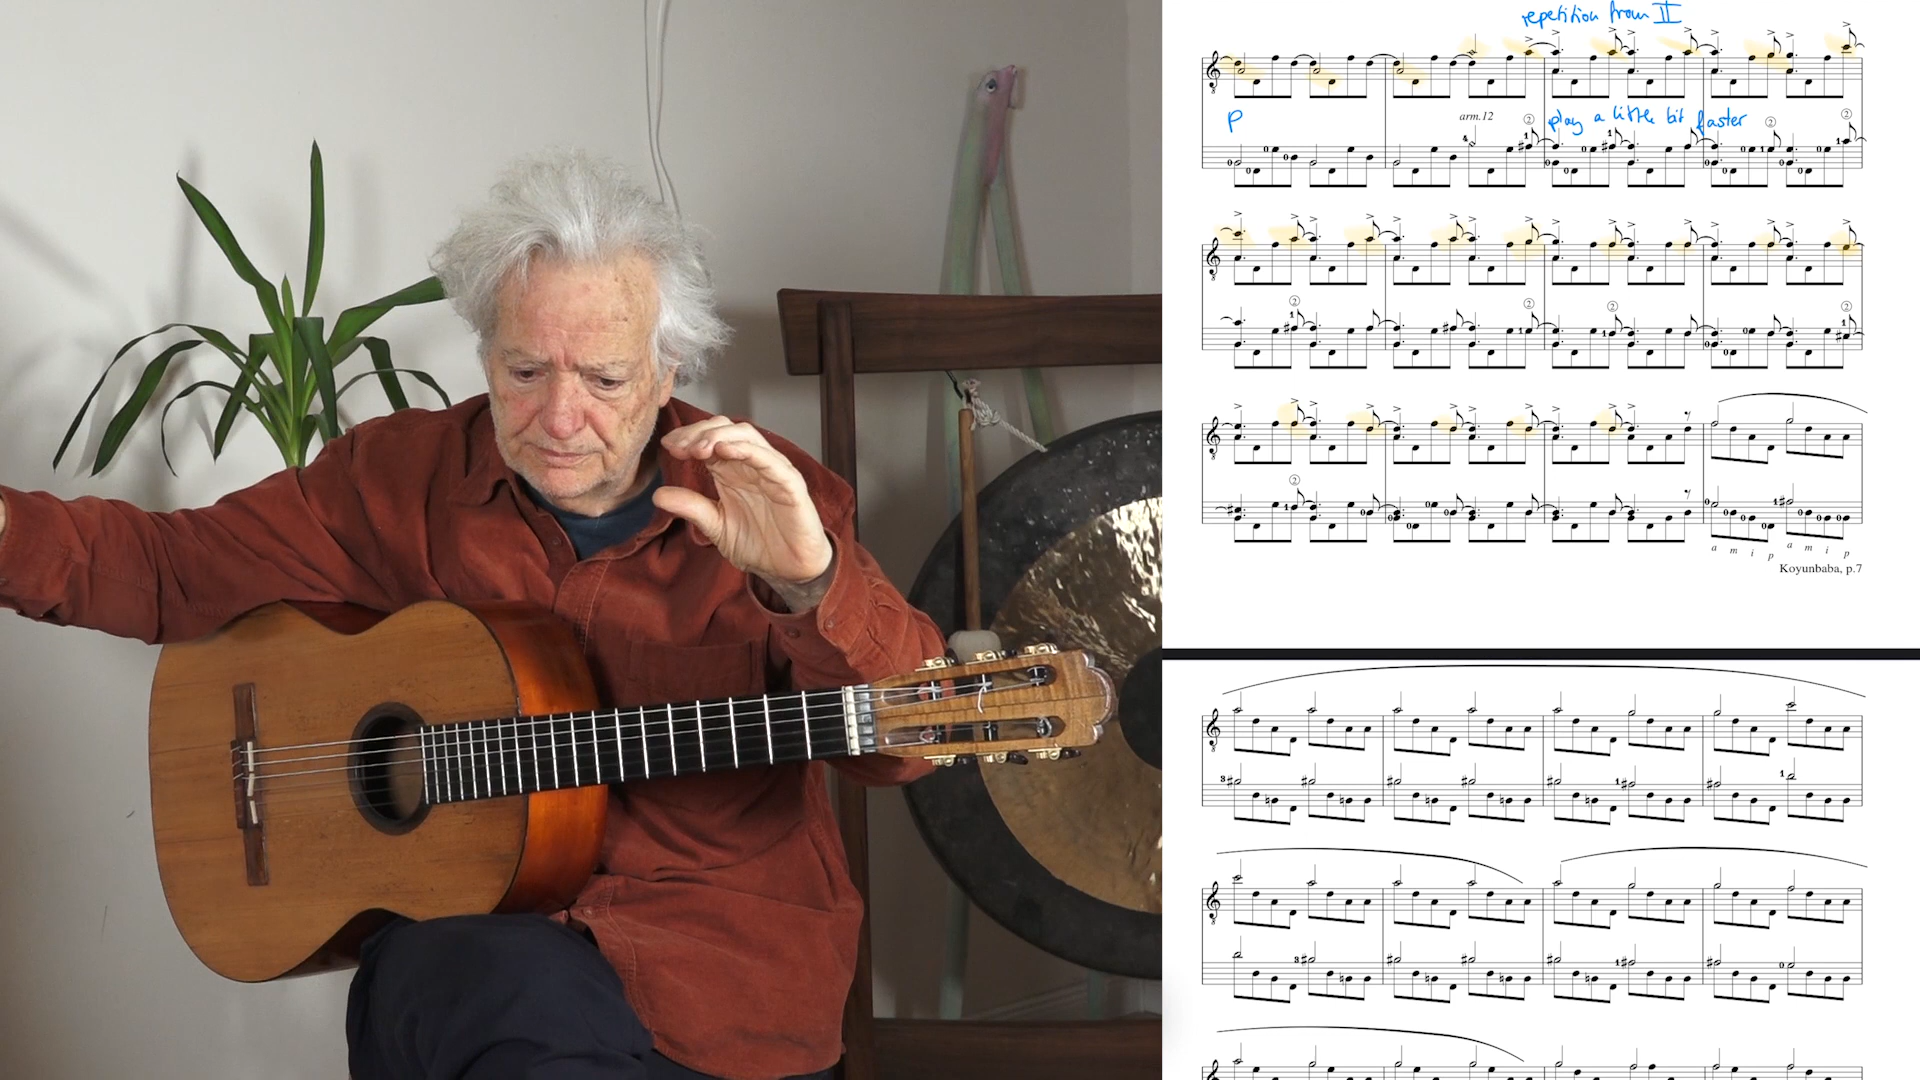 repetition from II
p
arm.12
play a little bit faster
a m i p a m i p
Koyunbaba, p.7